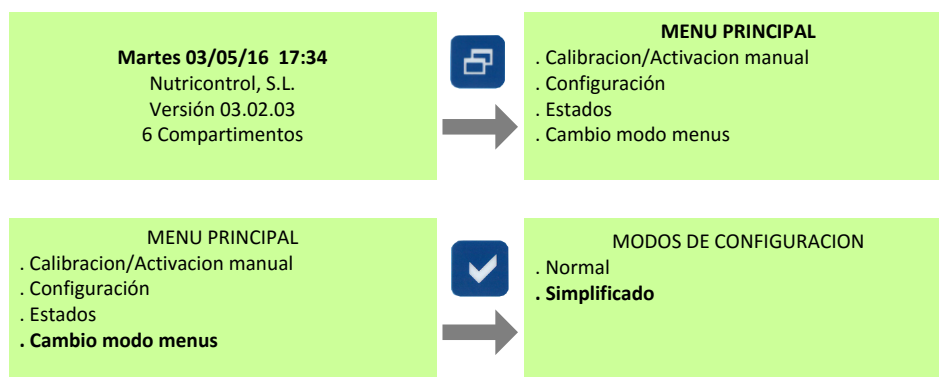 Martes 03/05/16 17:34
Nutricontrol, S.L.
Versión 03.02.03
6 Compartimentos
MENU PRINCIPAL
. Calibracion/Activacion manual
. Configuración
. Estados
. Cambio modo menus
MENU PRINCIPAL
. Calibracion/Activacion manual
. Configuración
. Estados
. Cambio modo menus
MODOS DE CONFIGURACION
. Normal
. Simplificado